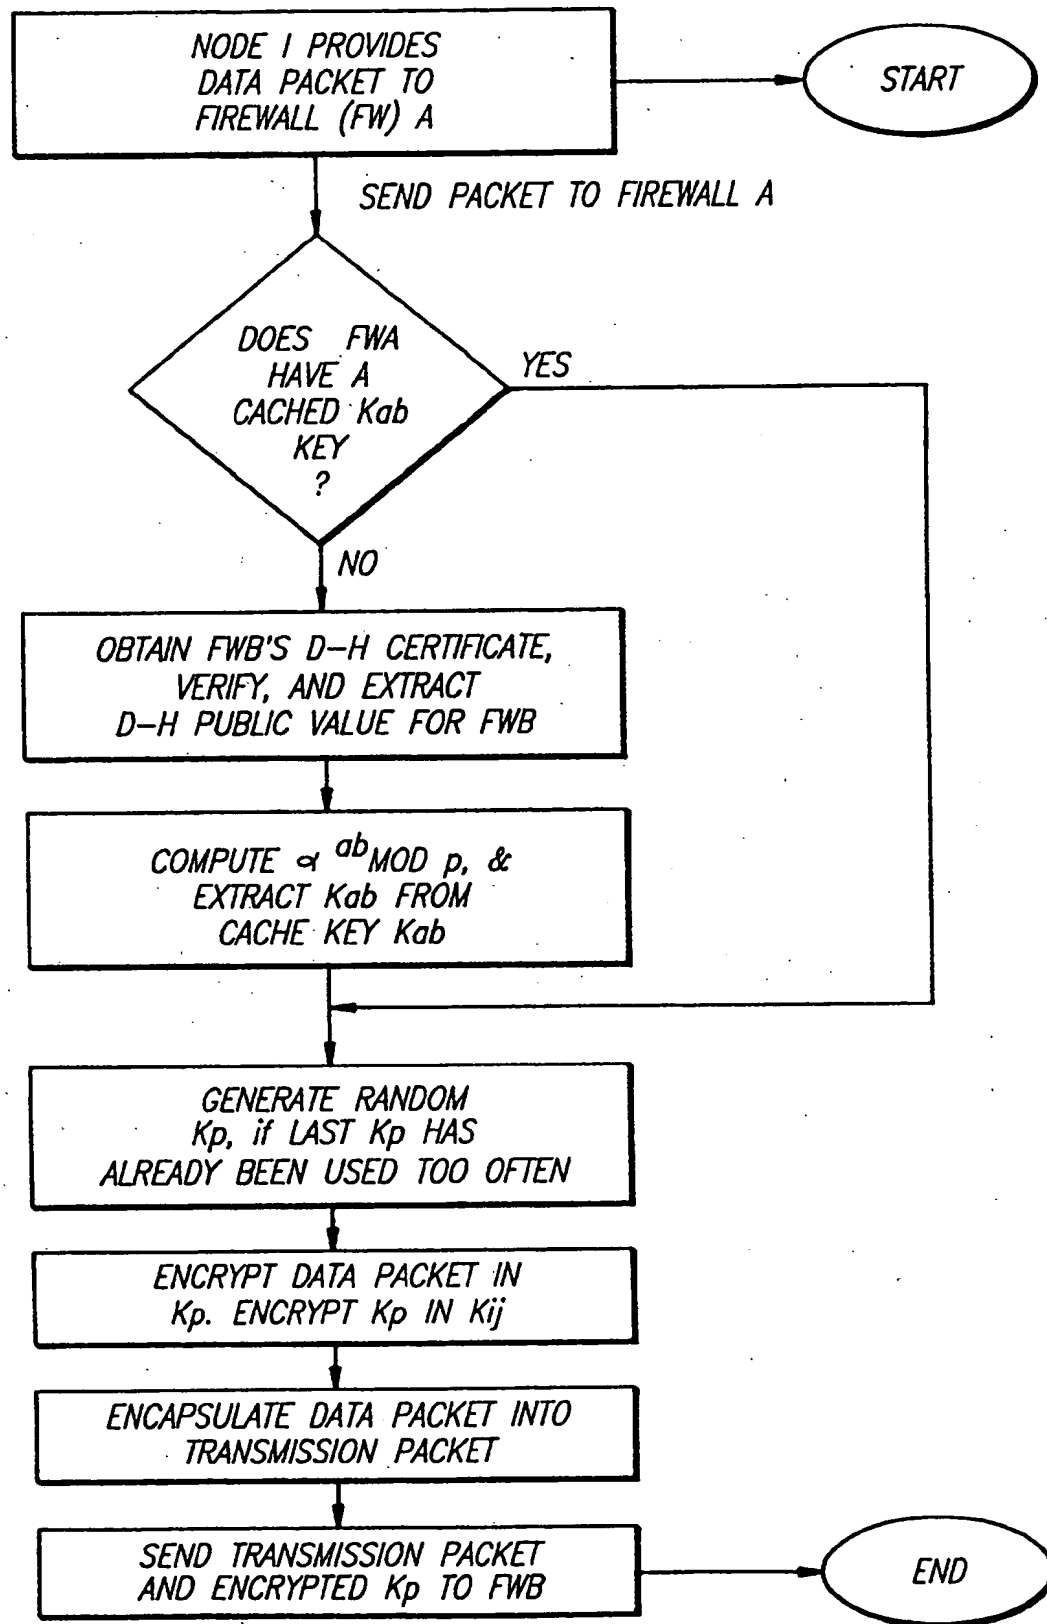 NODE I PROVIDES
DATA PACKET TO
FIREWALL (FW) A
START
SEND PACKET TO FIREWALL A
DOES FWA
HAVE A
CACHED Kab
KEY
?
YES
NO
OBTAIN FWB'S D-H CERTIFICATE,
VERIFY, AND EXTRACT
D-H PUBLIC VALUE FOR FWB
COMPUTE ∝ ab MOD p, &
EXTRACT Kab FROM
CACHE KEY Kab
GENERATE RANDOM
Kp, if LAST Kp HAS
ALREADY BEEN USED TOO OFTEN
ENCRYPT DATA PACKET IN
Kp. ENCRYPT Kp IN Kij
ENCAPSULATE DATA PACKET INTO
TRANSMISSION PACKET
SEND TRANSMISSION PACKET
AND ENCRYPTED Kp TO FWB
END